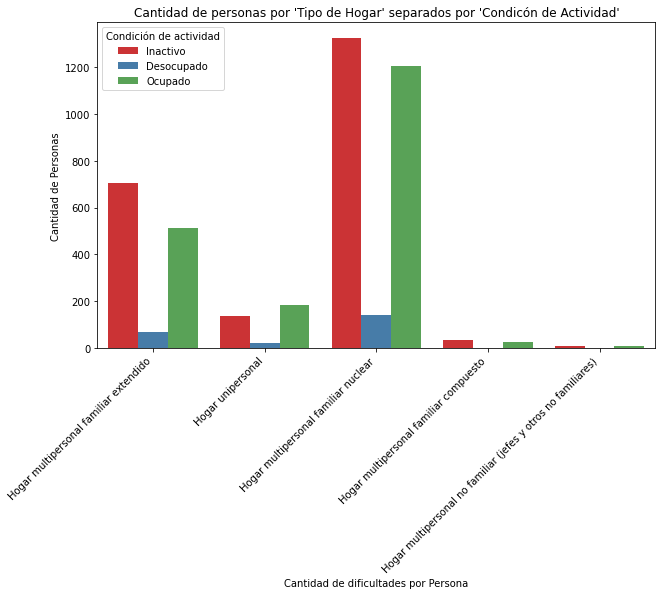 Cantidad de personas por 'Tipo de Hogar' separados por 'Condicón de Actividad'
Condición de actividad
Inactivo
Desocupado
Ocupado
Cantidad de Personas
1200
1000
800
600
400
200
0
Hogar multipersonal familiar extendido
Hogar unipersonal
Hogar multipersonal familiar nuclear
Hogar multipersonal familiar compuesto
Hogar multipersonal no familiar (jefes y otros no familiares)
Cantidad de dificultades por Persona